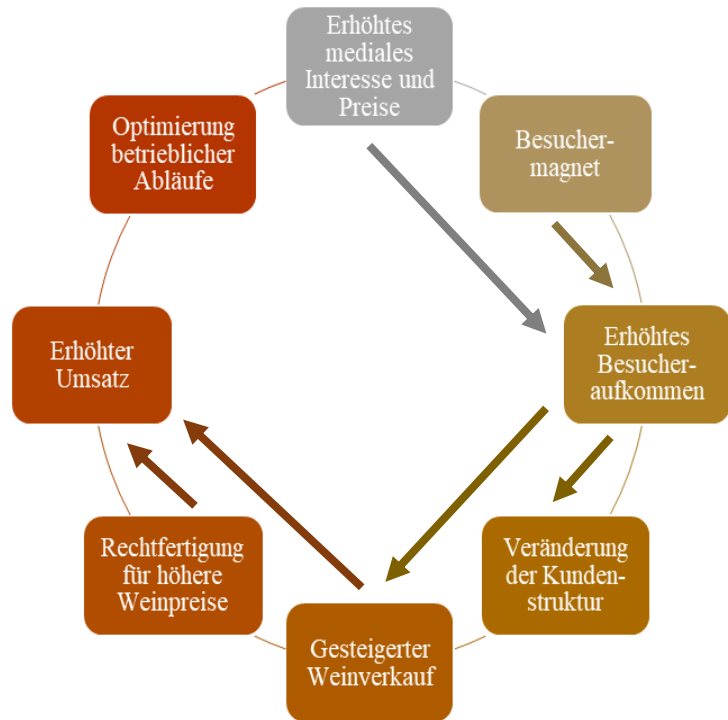 Erhöhtes
mediales
Interesse und
Preise
Besucher-
magnet
Erhöhtes
Besucher-
aufkommen
Veränderung
der Kunden-
struktur
Gesteigerter
Weinverkauf
Rechtfertigung
für höhere
Weinpreise
Erhöhter
Umsatz
Optimierung
betrieblicher
Abläufe